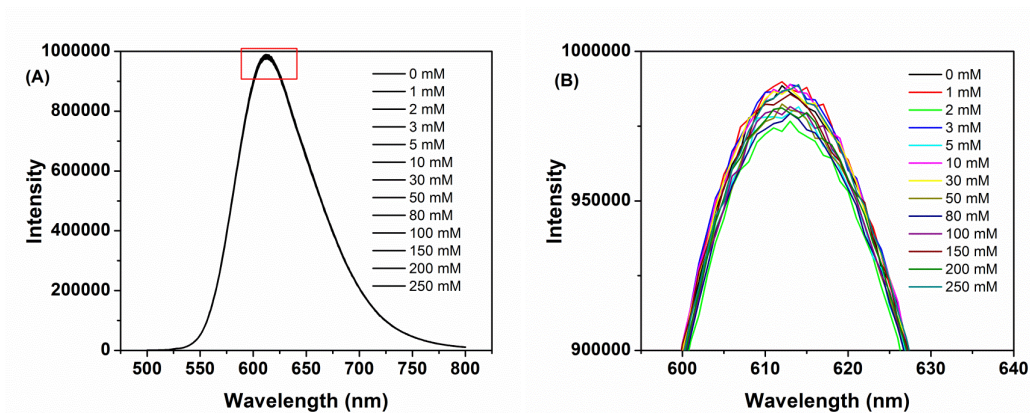 (A)
1000000
800000
600000
400000
200000
0
Intensity
0 mM
1 mM
2 mM
3 mM
5 mM
10 mM
30 mM
50 mM
80 mM
100 mM
150 mM
200 mM
250 mM
500 550 600 650 700 750 800
Wavelength (nm)
(B)
1000000
950000
900000
Intensity
0 mM
1 mM
2 mM
3 mM
5 mM
10 mM
30 mM
50 mM
80 mM
100 mM
150 mM
200 mM
250 mM
600 610 620 630 640
Wavelength (nm)